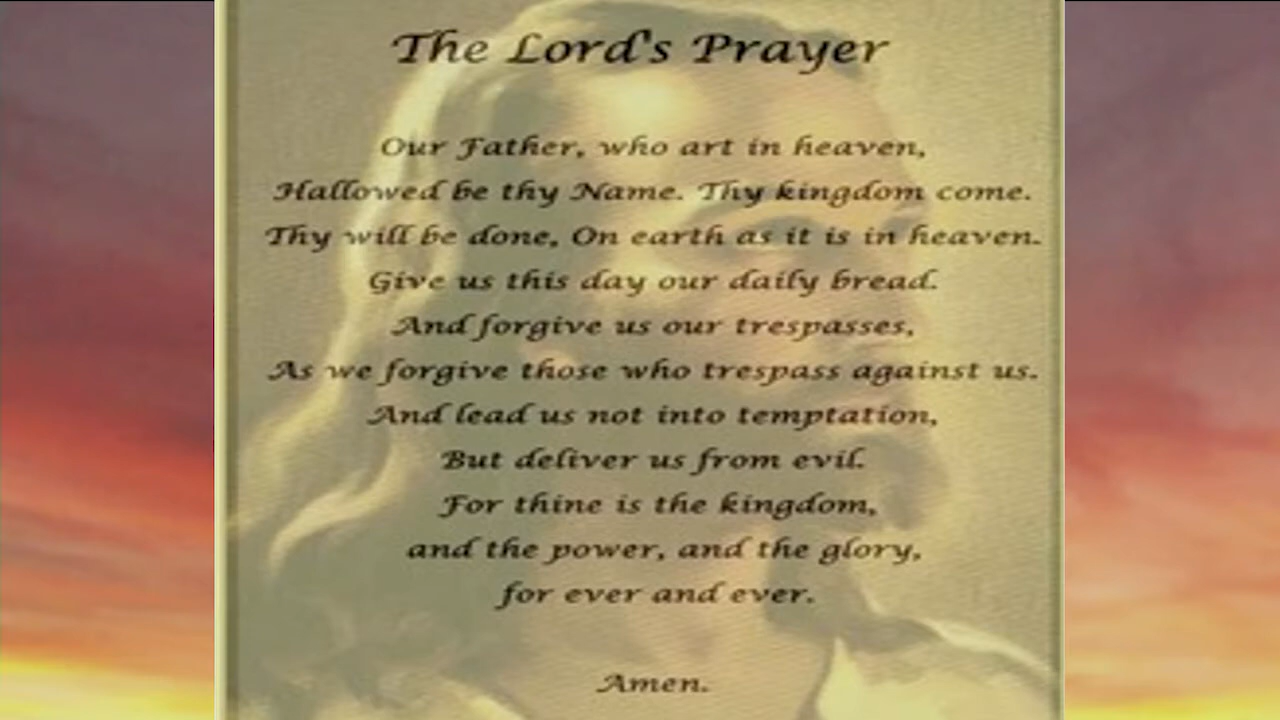 The Lord's Prayer
Our Father, who art in heaven,
Hallowed be thy Name. Thy kingdom come.
Thy will be done, On earth as it is in heaven.
Give us this day our daily bread.
And forgive us our trespasses,
As we forgive those who trespass against us.
And lead us not into temptation,
But deliver us from evil.
For thine is the kingdom,
and the power, and the glory,
for ever and ever.
Amen.